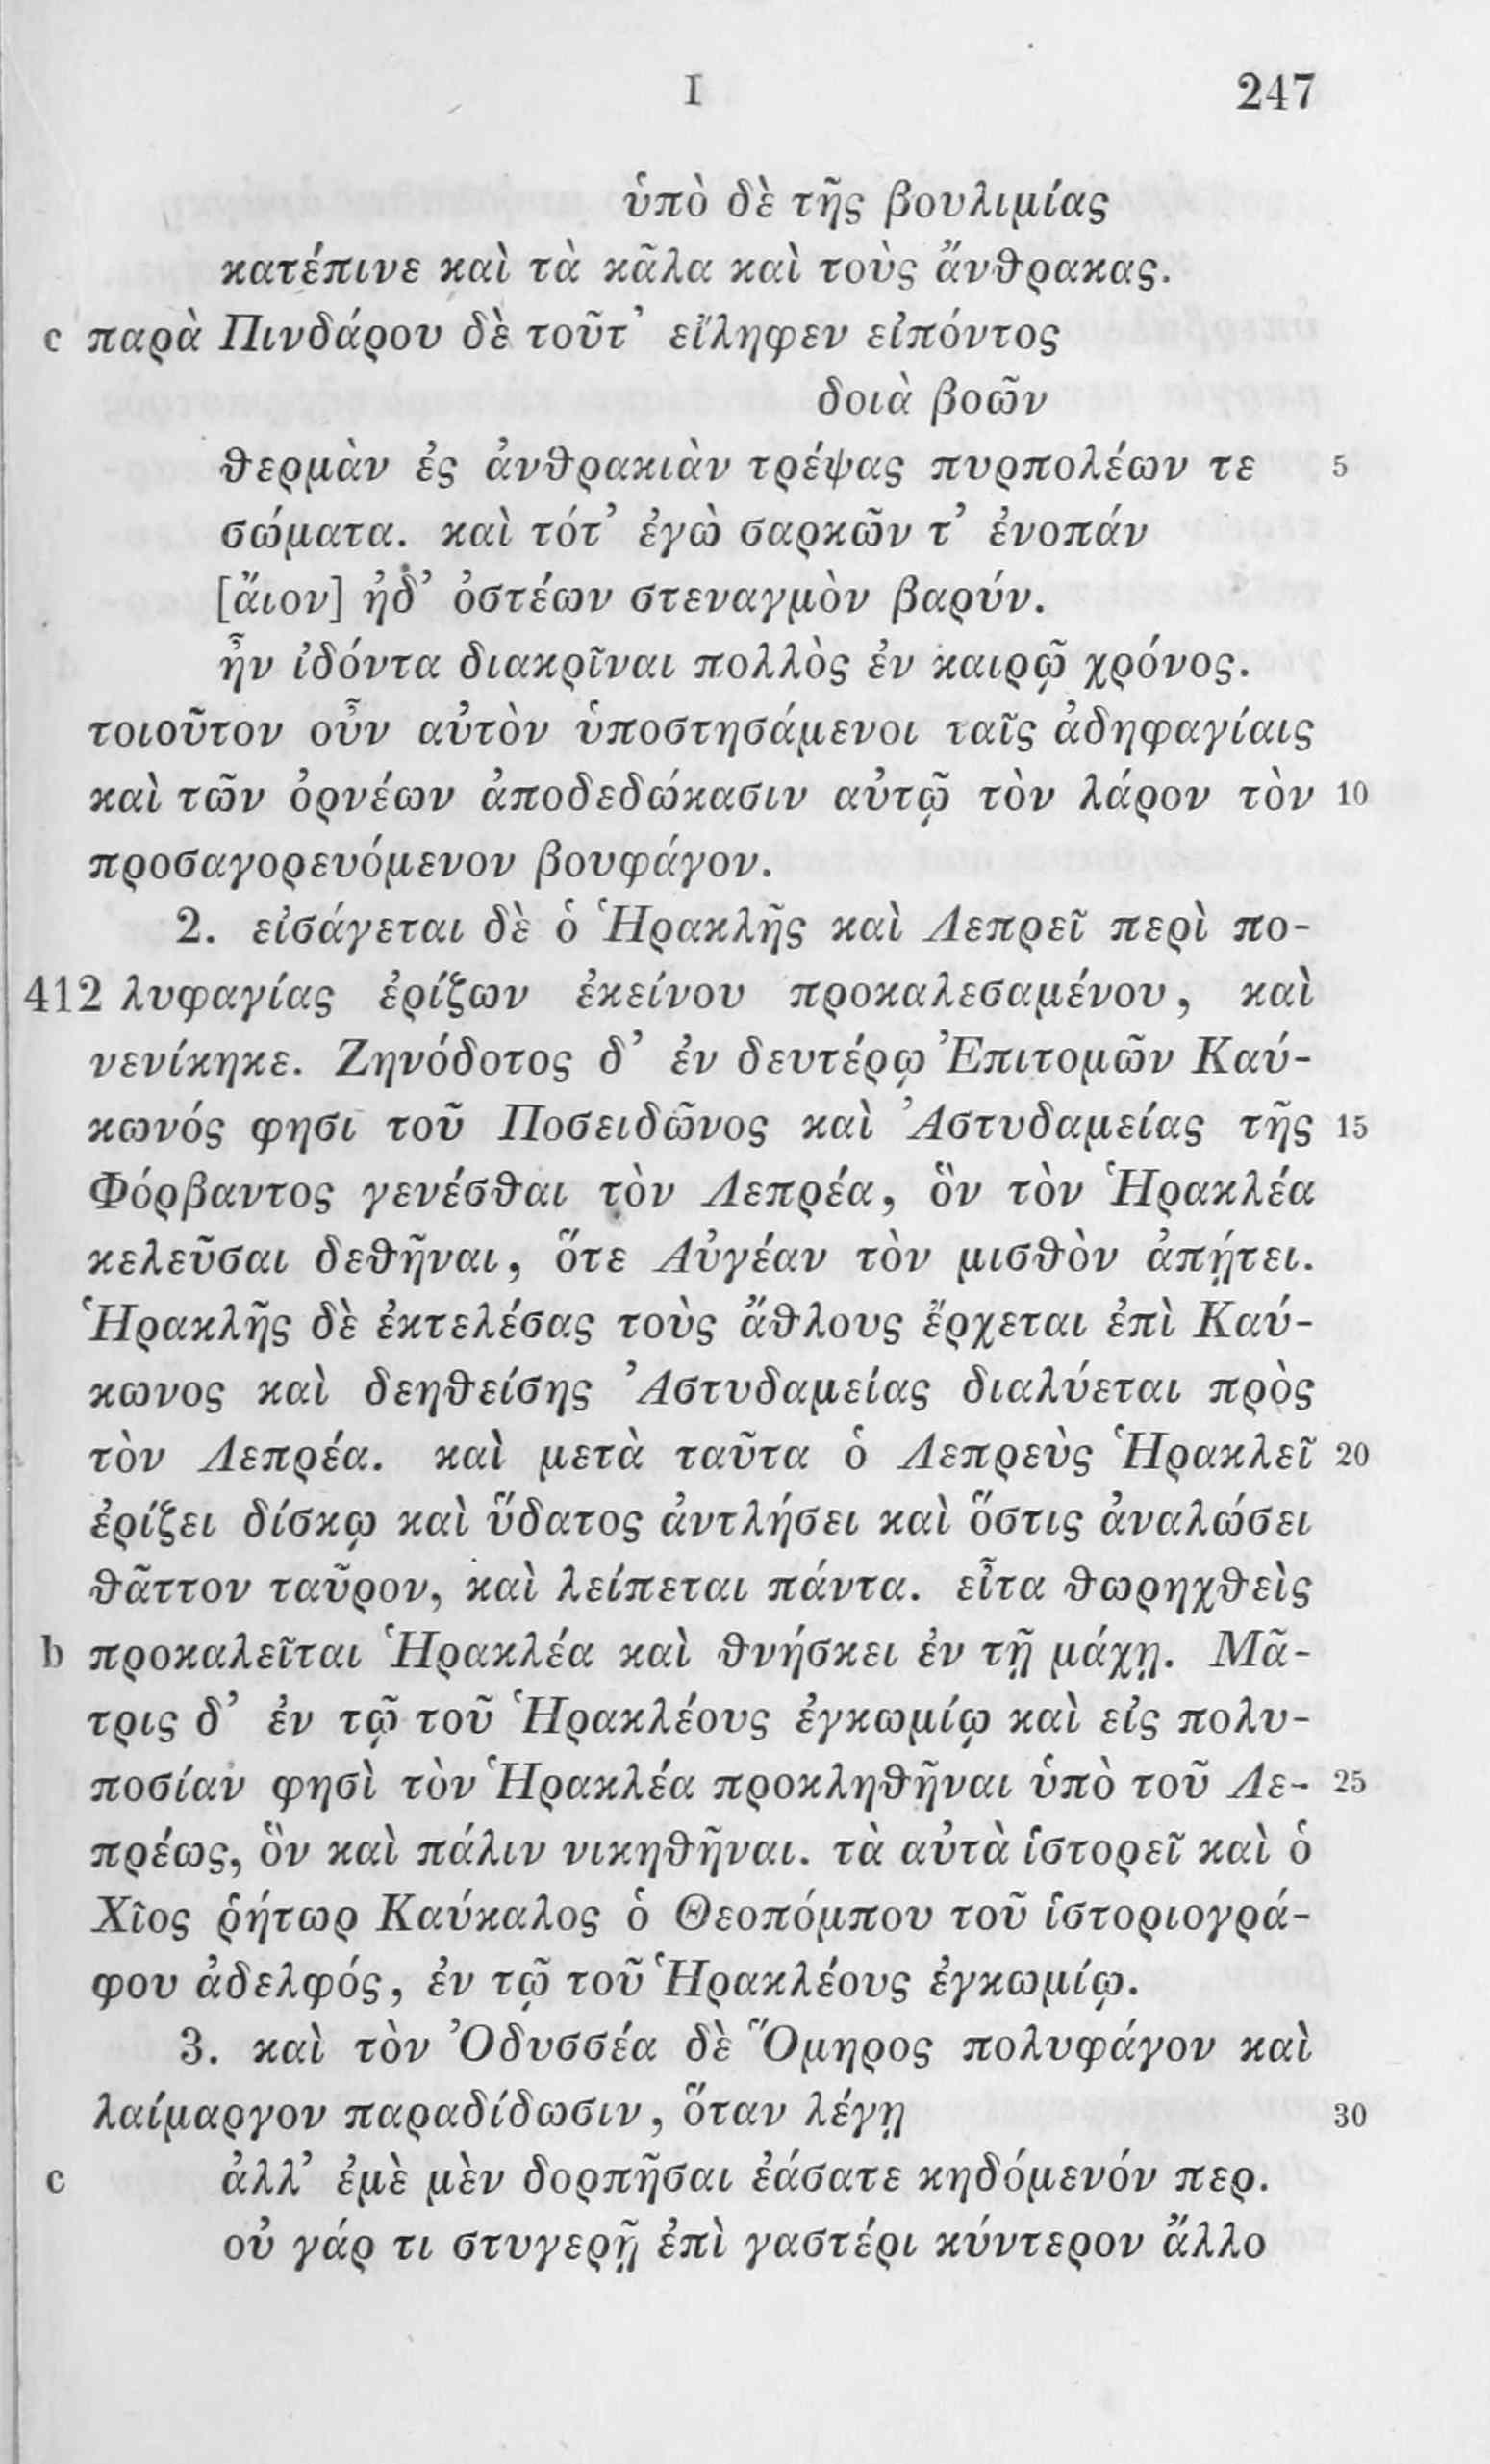 I 247
ὑπὸ δὲ τῆς βουλιμίας
κατέπινε καὶ τὰ κᾶλα καὶ τοὺς ἄνθρακας.
c παρὰ Πινδάρου δὲ τοῦτ’ εἴληφεν εἰπόντος
δοιὰ βοῶν
θερμὰν ἐς ἀνθρακιὰν τρέψας πυρπολέων τε 5
σώματα. καὶ τότ’ ἐγὼ σαρκῶν τ’ ἐνοπάν
[ἄιον] ἠδ’ ὀστέων στεναγμὸν βαρύν.
ἦν ἰδόντα διακρῖναι πολλὸς ἐν καιρῷ χρόνος.
τοιοῦτον οὖν αὐτὸν ὑποστησάμενοι ταῖς ἀδηφαγίαις
καὶ τῶν ὀρνέων ἀποδεδώκασιν αὐτῷ τὸν λάρον τὸν 10
προσαγορευόμενον βουφάγον.
2. εἰσάγεται δὲ ὁ Ἡρακλῆς καὶ Λεπρεῖ περὶ πο-
412 λυφαγίας ἐρίζων ἐκείνου προκαλεσαμένου, καὶ
νενίκηκε. Ζηνόδοτος δ’ ἐν δευτέρῳ Ἐπιτομῶν Καύ-
κωνός φησι τοῦ Ποσειδῶνος καὶ Ἀστυδαμείας τῆς 15
Φόρβαντος γενέσθαι τὸν Λεπρέα, ὃν τὸν Ἡρακλέα
κελεῦσαι δεθῆναι, ὅτε Αὐγέαν τὸν μισθὸν ἀπῄτει.
Ἡρακλῆς δὲ ἐκτελέσας τοὺς ἄθλους ἔρχεται ἐπὶ Καύ-
κωνος καὶ δεηθείσης Ἀστυδαμείας διαλύεται πρὸς
τὸν Λεπρέα. καὶ μετὰ ταῦτα ὁ Λεπρεὺς Ἡρακλεῖ 20
ἐρίζει δίσκῳ καὶ ὕδατος ἀντλήσει καὶ ὅστις ἀναλώσει
θᾶττον ταῦρον, καὶ λείπεται πάντα. εἶτα θωρηχθεὶς
b προκαλεῖται Ἡρακλέα καὶ θνήσκει ἐν τῇ μάχῃ. Μᾶ-
τρις δ’ ἐν τῷ τοῦ Ἡρακλέους ἐγκωμίῳ καὶ εἰς πολυ-
ποσίαν φησὶ τὸν Ἡρακλέα προκληθῆναι ὑπὸ τοῦ Λε- 25
πρέως, ὃν καὶ πάλιν νικηθῆναι. τὰ αὐτὰ ἱστορεῖ καὶ ὁ
Χῖος ῥήτωρ Καύκαλος ὁ Θεοπόμπου τοῦ ἱστοριογρά-
φου ἀδελφός, ἐν τῷ τοῦ Ἡρακλέους ἐγκωμίῳ.
3. καὶ τὸν Ὀδυσσέα δὲ Ὅμηρος πολυφάγον καὶ
λαίμαργον παραδίδωσιν, ὅταν λέγῃ 30
c ἀλλ’ ἐμὲ μὲν δορπῆσαι ἐάσατε κηδόμενόν περ.
οὐ γάρ τι στυγερῇ ἐπὶ γαστέρι κύντερον ἄλλο